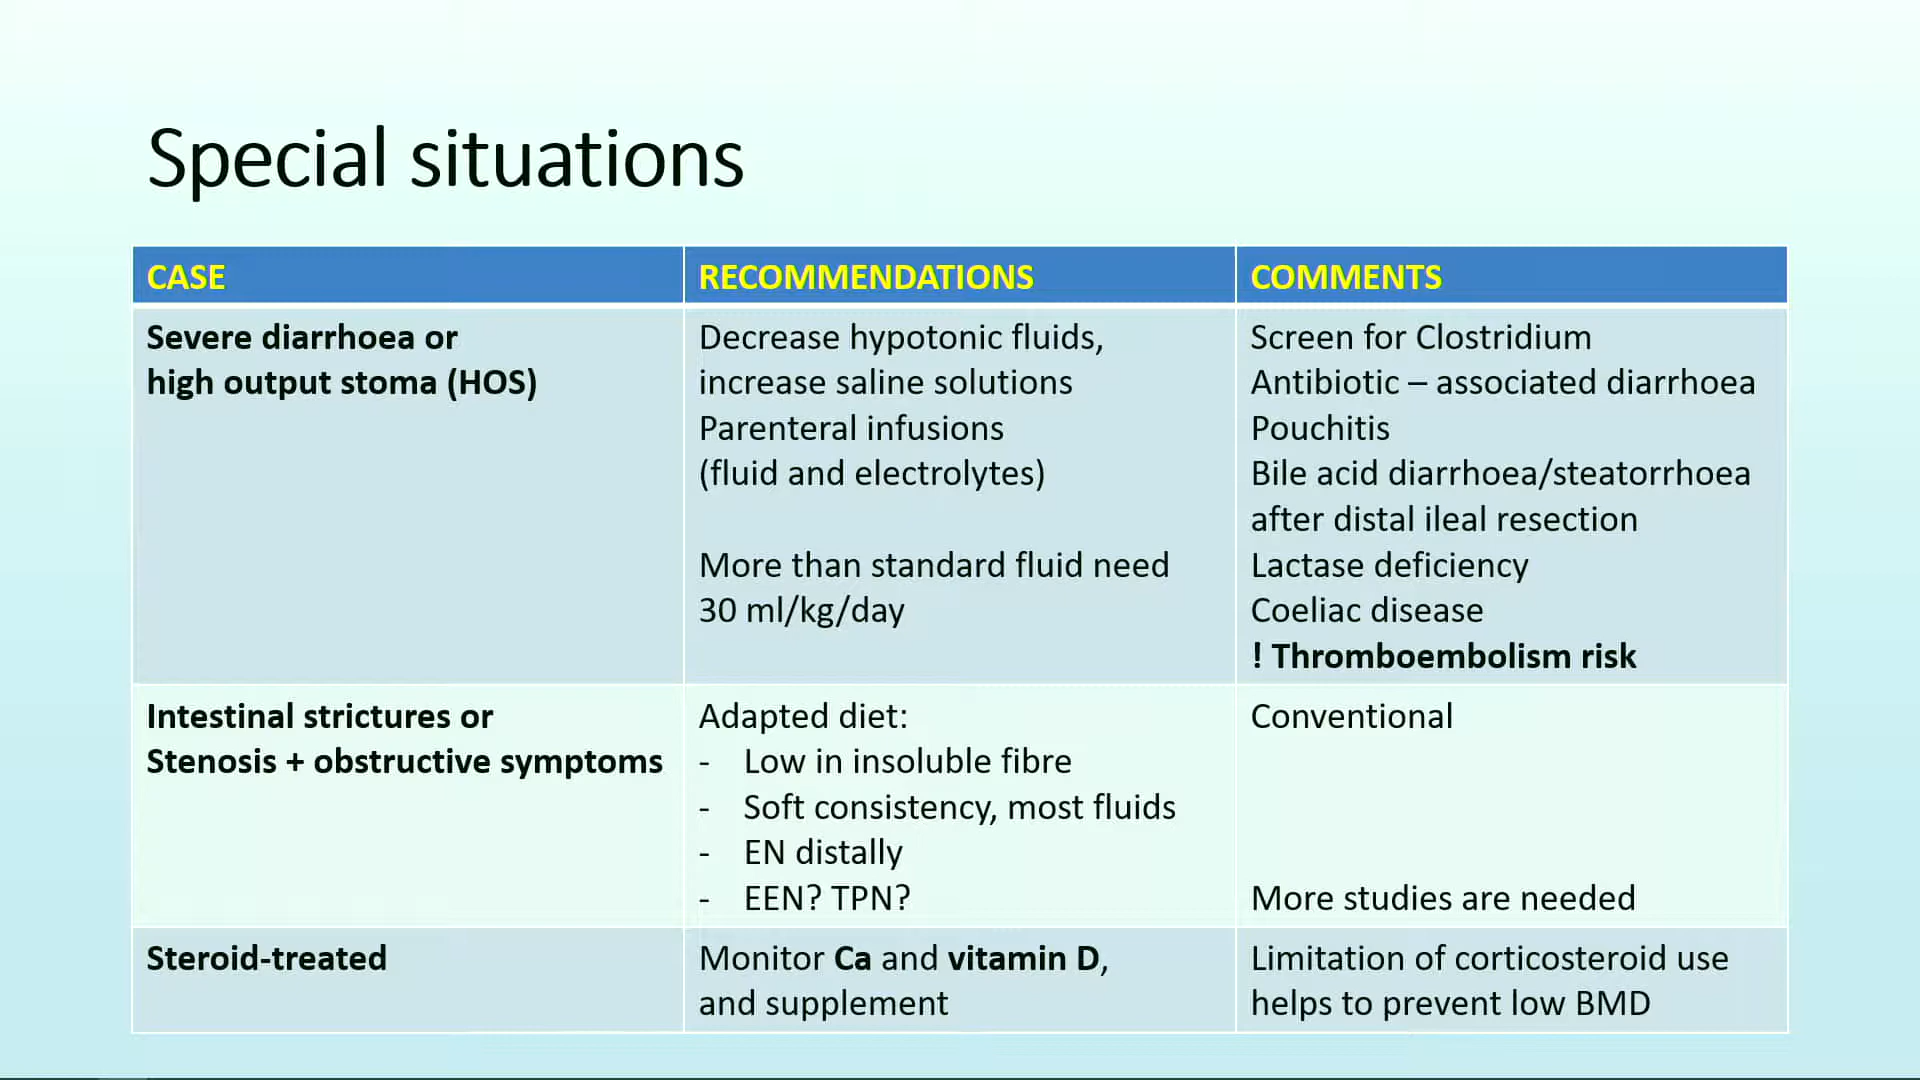 Special situations
CASE
RECOMMENDATIONS
COMMENTS
Severe diarrhoea or
high output stoma (HOS)
Decrease hypotonic fluids,
increase saline solutions
Parenteral infusions
(fluid and electrolytes)
More than standard fluid need
30 ml/kg/day
Screen for Clostridium
Antibiotic – associated diarrhoea
Pouchitis
Bile acid diarrhoea/steatorrhoea
after distal ileal resection
Lactase deficiency
Coeliac disease
! Thromboembolism risk
Intestinal strictures or
Stenosis + obstructive symptoms
Adapted diet:
- Low in insoluble fibre
- Soft consistency, most fluids
- EN distally
- EEN? TPN?
Conventional
More studies are needed
Steroid-treated
Monitor Ca and vitamin D,
and supplement
Limitation of corticosteroid use
helps to prevent low BMD